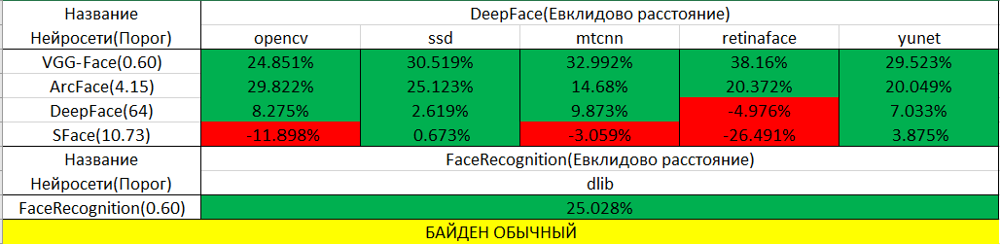 Название DeepFace(Евклидово расстояние)
Нейросети(Порог) opencv ssd mtcnn retinaface yunet
VGG-Face(0.60) 24.851% 30.519% 32.992% 38.16% 29.523%
ArcFace(4.15) 29.822% 25.123% 14.68% 20.372% 20.049%
DeepFace(64) 8.275% 2.619% 9.873% -4.976% 7.033%
SFace(10.73) -11.898% 0.673% -3.059% -26.491% 3.875%
Название FaceRecognition(Евклидово расстояние)
Нейросети(Порог) dlib
FaceRecognition(0.60) 25.028%
БАЙДЕН ОБЫЧНЫЙ